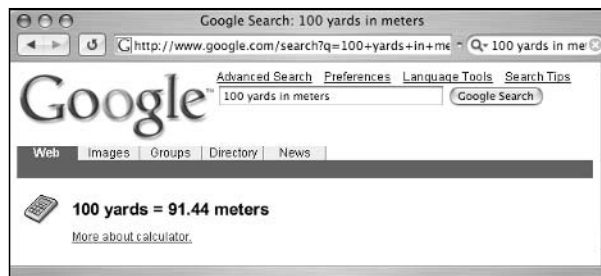 Google Search: 100 yards in meters
G http://www.google.com/search?q=100+yards+in+me Q 100 yards in me
Advanced Search Preferences Language Tools Search Tips
Google™ 100 yards in meters Google Search
Web Images Groups Directory News
100 yards = 91.44 meters
More about calculator.